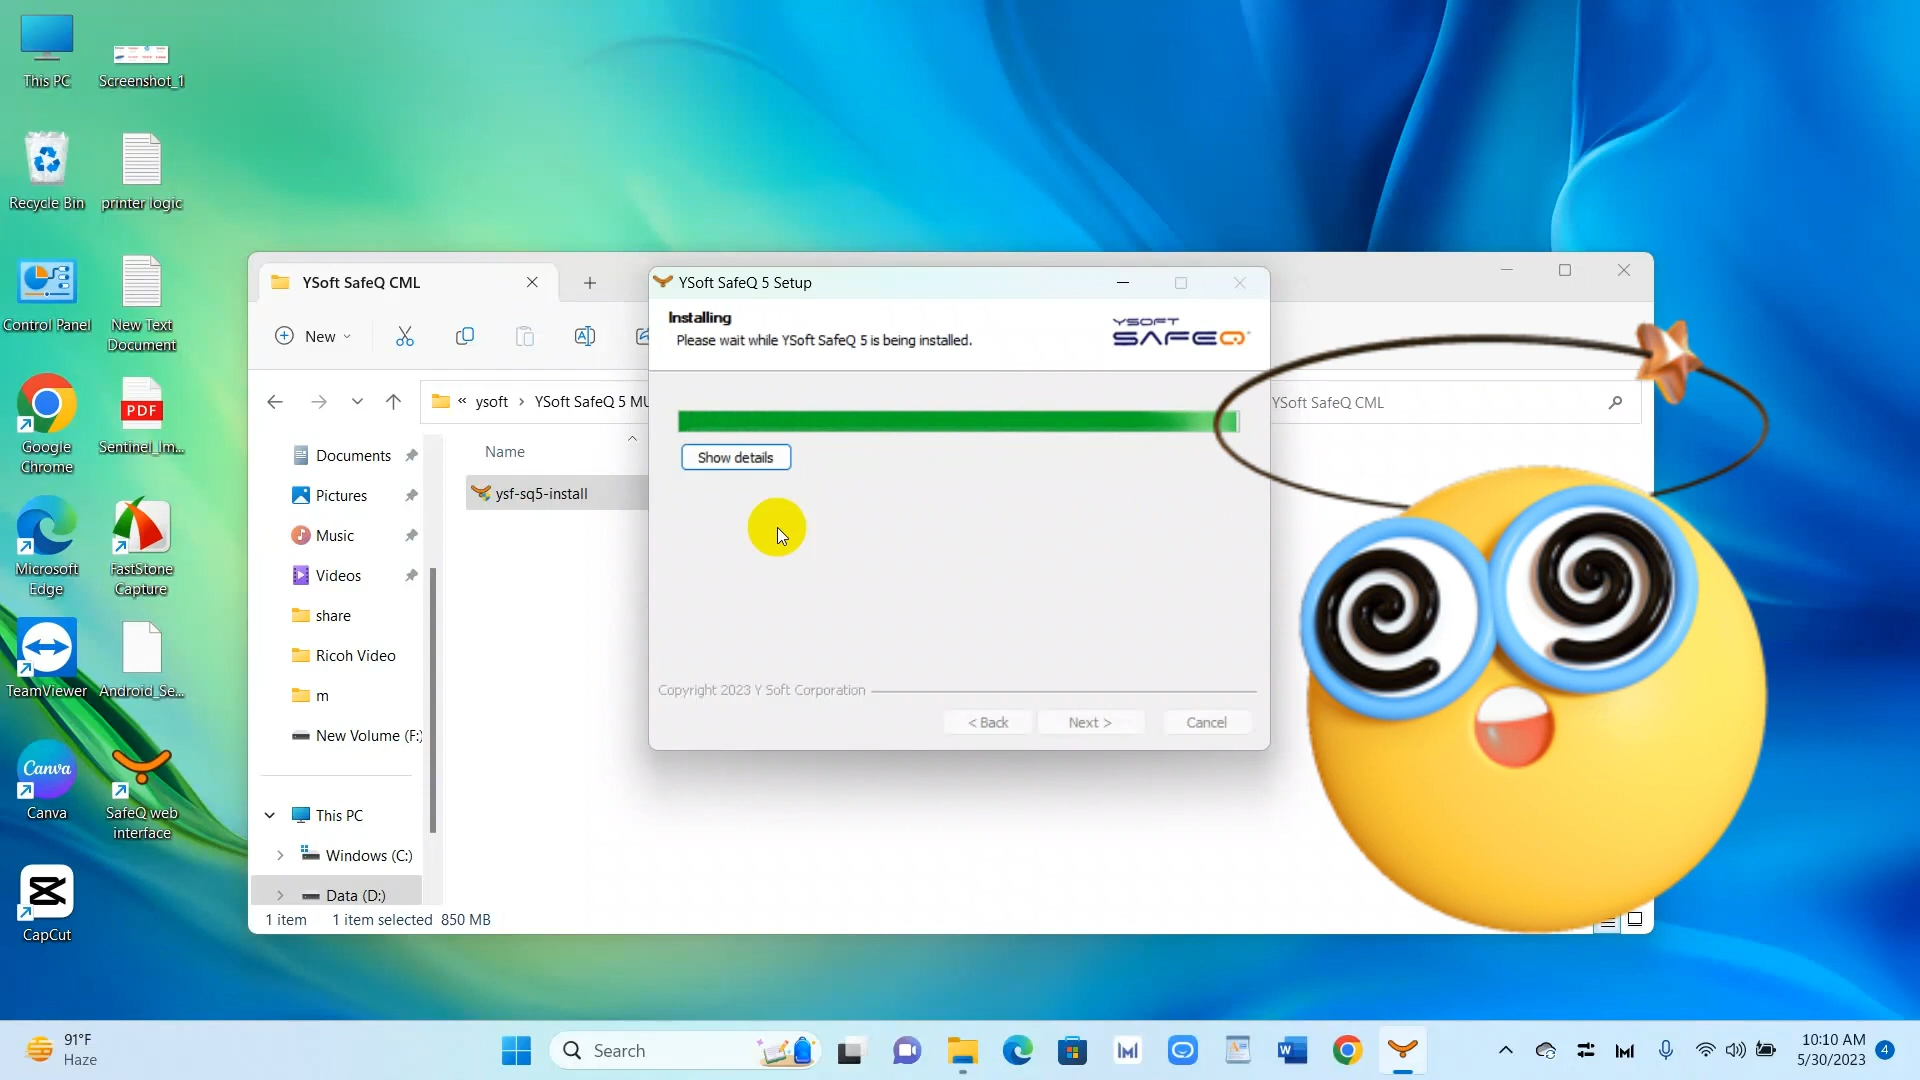 This PC
Screenshot_1
Recycle Bin
printer logic
Control Panel
New Text
Document
Google
Chrome
PDF
Sentinel_Im...
Microsoft
Edge
FastStone
Capture
TeamViewer
Android_Se...
Canva
Canva
SafeQ web
interface
CapCut
YSoft SafeQ CML
New
« ysoft › YSoft SafeQ 5 MU
YSoft SafeQ CML
Documents
Pictures
Music
Videos
share
Ricoh Video
m
New Volume (F:)
This PC
Windows (C:)
Data (D:)
Name
ysf-sq5-install
1 item
1 item selected 850 MB
YSoft SafeQ 5 Setup
Installing
Please wait while YSoft SafeQ 5 is being installed.
YSOFT
SAFEQ
Show details
Copyright 2023 Y Soft Corporation
< Back
Next >
Cancel
91°F
Haze
Search
W
10:10 AM
5/30/2023
4